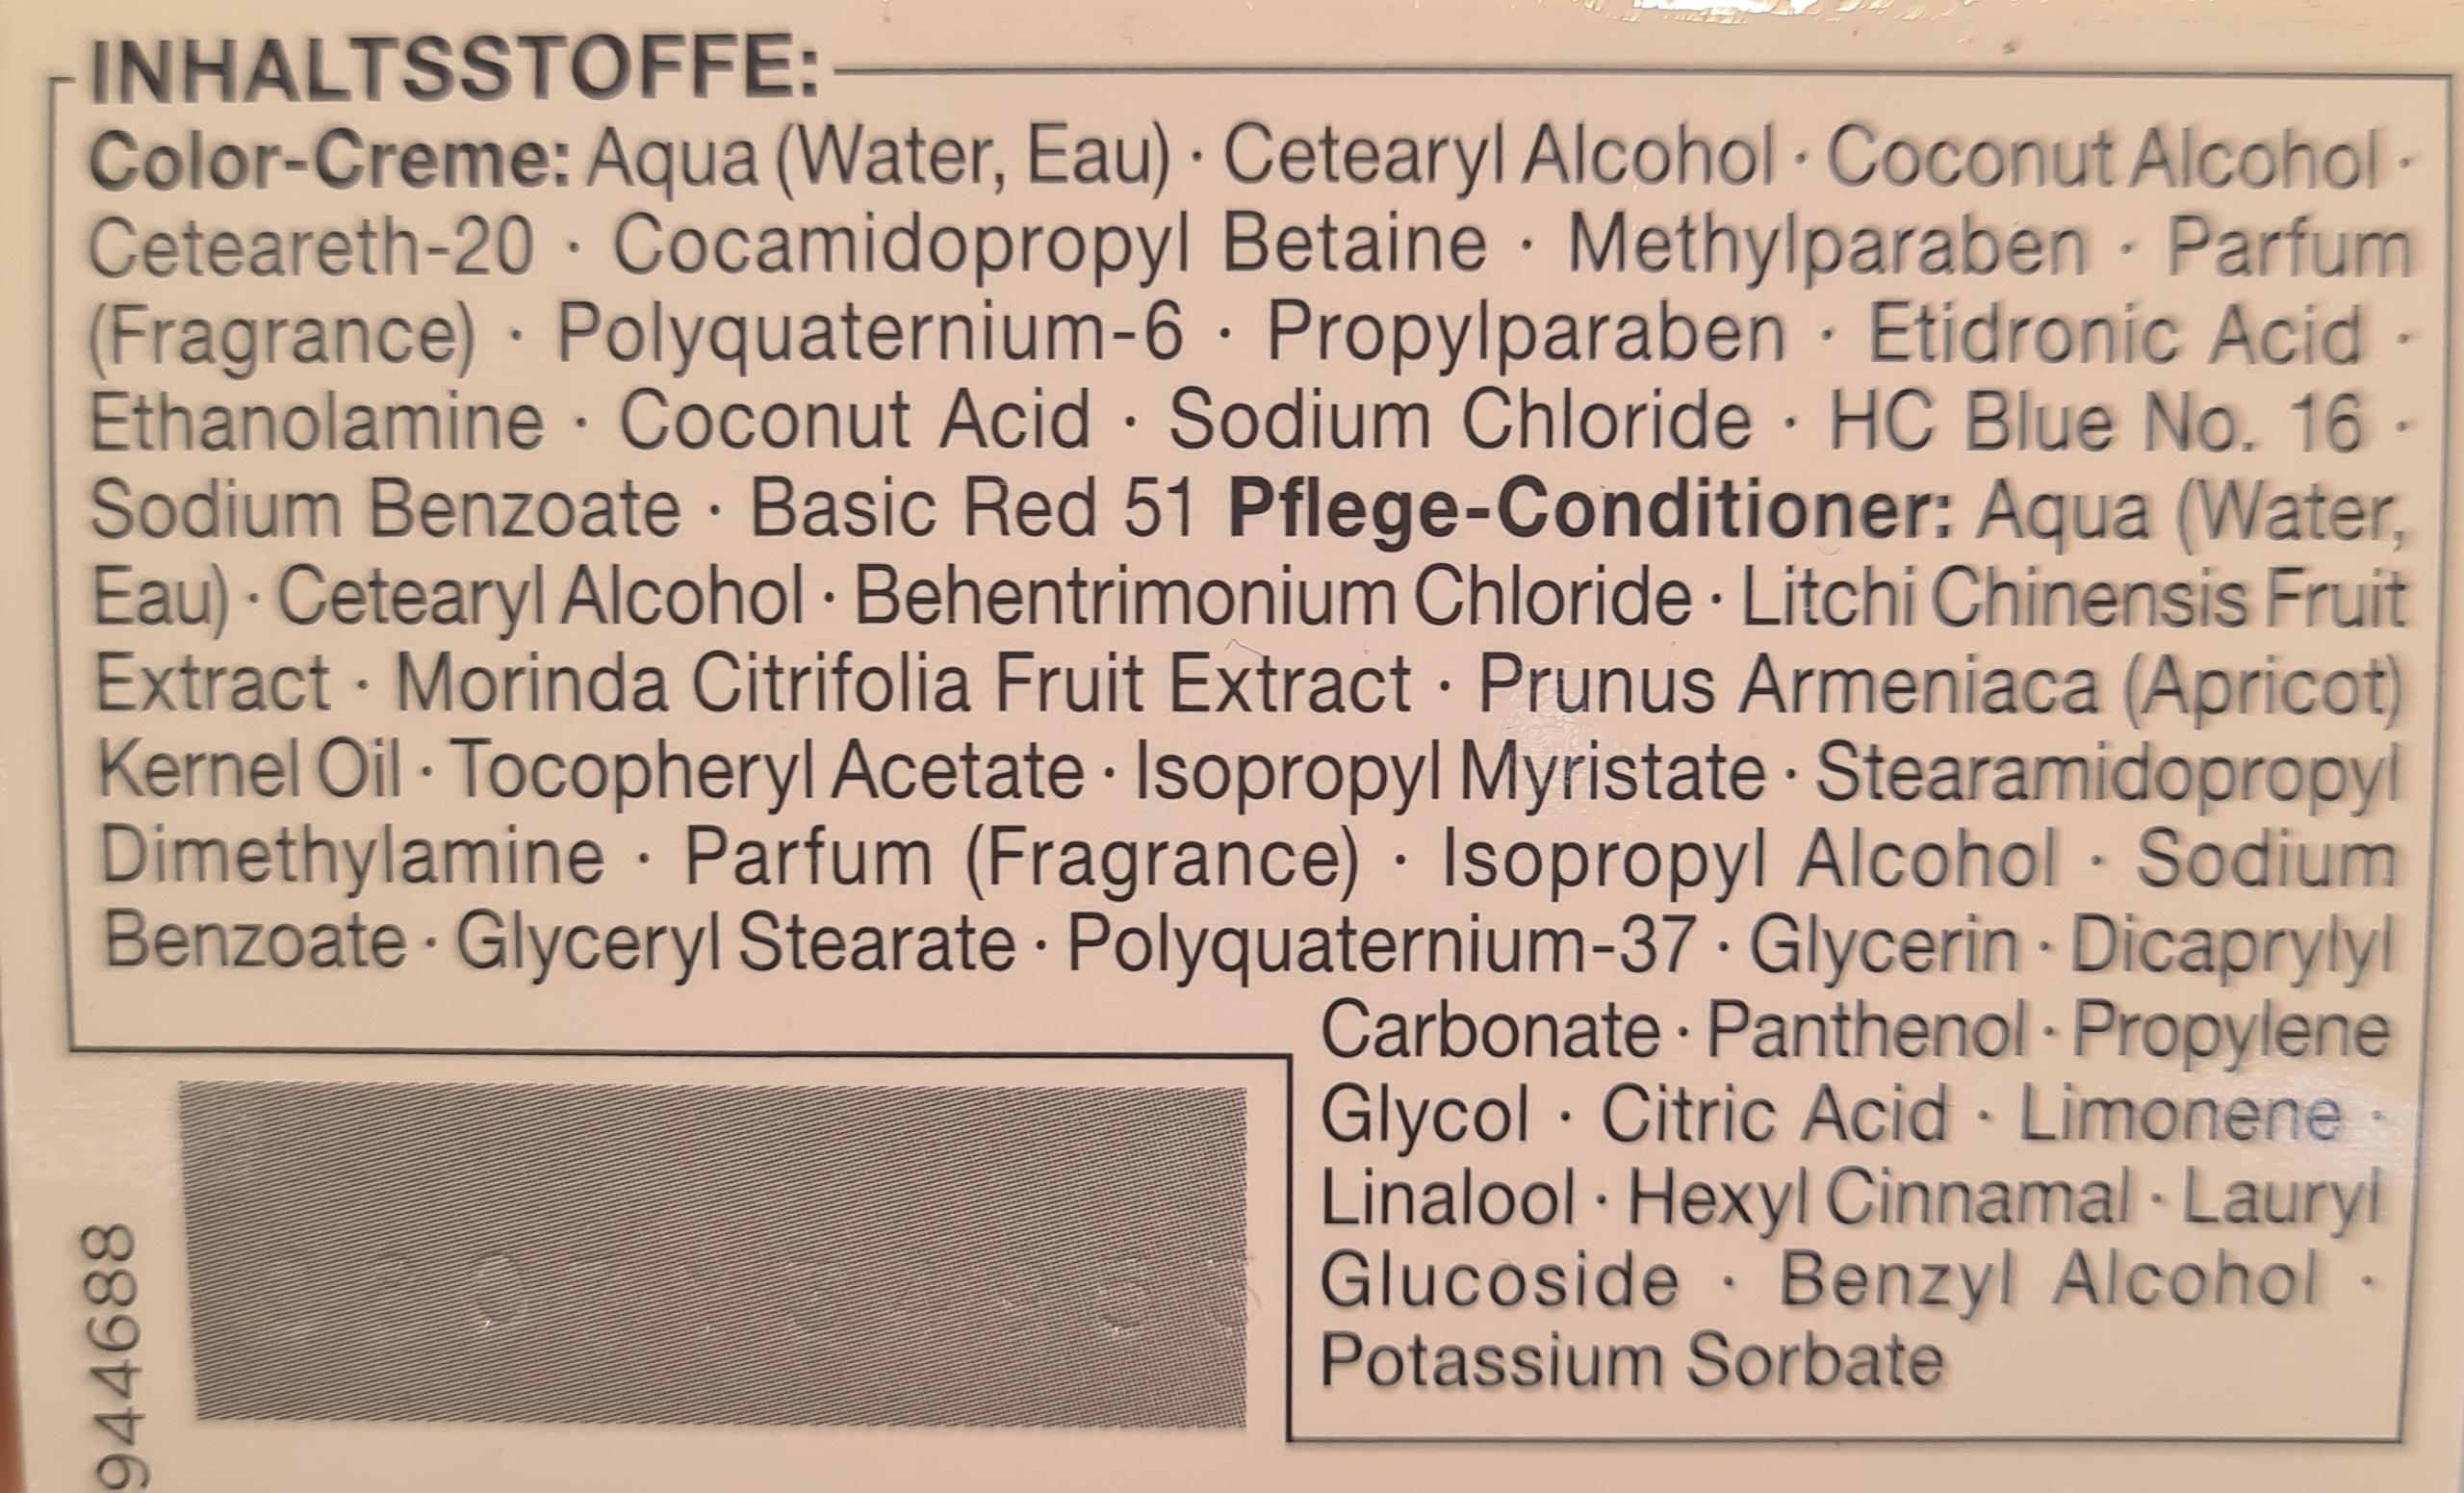 INHALTSSTOFFE:
Color-Creme: Aqua (Water, Eau) · Cetearyl Alcohol · Coconut Alcohol ·
Ceteareth-20 · Cocamidopropyl Betaine · Methylparaben · Parfum
(Fragrance) · Polyquaternium-6 · Propylparaben · Etidronic Acid ·
Ethanolamine · Coconut Acid · Sodium Chloride · HC Blue No. 16 ·
Sodium Benzoate · Basic Red 51 Pflege-Conditioner: Aqua (Water,
Eau) · Cetearyl Alcohol · Behentrimonium Chloride · Litchi Chinensis Fruit
Extract · Morinda Citrifolia Fruit Extract · Prunus Armeniaca (Apricot)
Kernel Oil · Tocopheryl Acetate · Isopropyl Myristate · Stearamidopropyl
Dimethylamine · Parfum (Fragrance) · Isopropyl Alcohol · Sodium
Benzoate · Glyceryl Stearate · Polyquaternium-37 · Glycerin · Dicaprylyl
Carbonate · Panthenol · Propylene
Glycol · Citric Acid · Limonene ·
Linalool · Hexyl Cinnamal · Lauryl
Glucoside · Benzyl Alcohol ·
Potassium Sorbate
944688